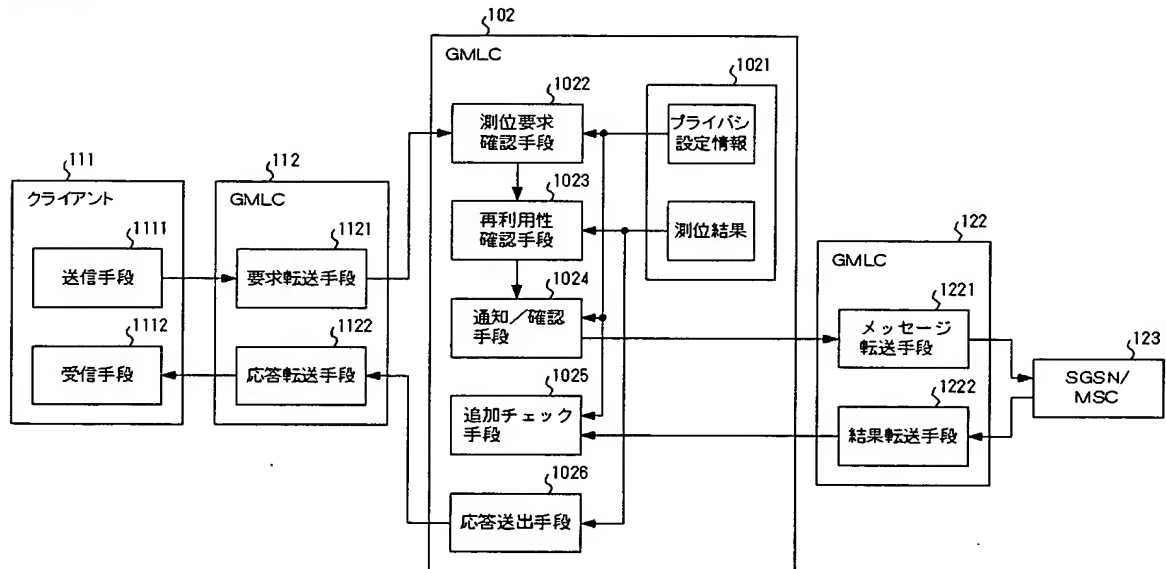 102
GMLC
1021
1022
測位要求
確認手段
プライバシ
設定情報
111
クライアント
112
GMLC
1023
再利用性
確認手段
測位結果
1111
送信手段
1121
要求転送手段
122
GMLC
1024
通知/確認
手段
1221
メッセージ
転送手段
1112
受信手段
1122
応答転送手段
123
SGSN/
MSC
1025
追加チェック
手段
1222
結果転送手段
1026
応答送出手段